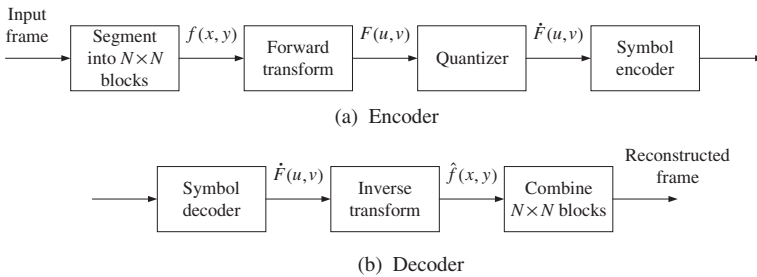 Input
frame
Segment
into N×N
blocks
f(x, y)
Forward
transform
F(u,v)
Quantizer
Ḟ(u,v)
Symbol
encoder
(a) Encoder
Symbol
decoder
Ḟ(u,v)
Inverse
transform
f̂(x, y)
Combine
N×N blocks
Reconstructed
frame
(b) Decoder